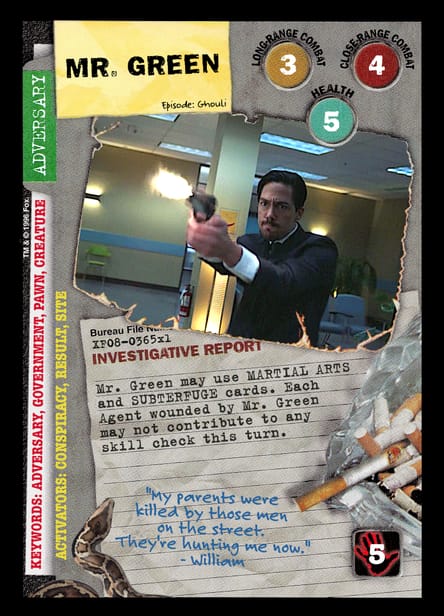 MR. GREEN
Episode: Ghouli
LONG-RANGE COMBAT
3
CLOSE-RANGE COMBAT
4
HEALTH
5
ADVERSARY
TM & © 1996 Fox.
KEYWORDS: ADVERSARY, GOVERNMENT, PAWN, CREATURE
ACTIVATORS: CONSPIRACY, RESULT, SITE
Bureau File
XF08-0365x1
INVESTIGATIVE REPORT
Mr. Green may use MARTIAL ARTS
and SUBTERFUGE cards. Each
Agent wounded by Mr. Green
may not contribute to any
skill check this turn.
"My parents were
killed by those men
on the street.
They're hunting me now."
- William
5